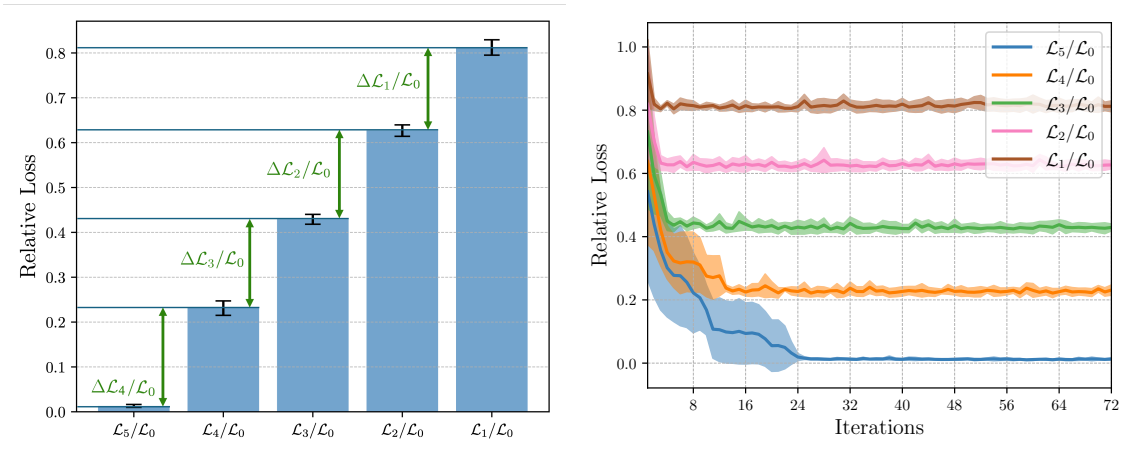 Relative Loss
0.8
0.7
0.6
0.5
0.4
0.3
0.2
0.1
0.0
Δℒ₁/ℒ₀
Δℒ₂/ℒ₀
Δℒ₃/ℒ₀
Δℒ₄/ℒ₀
ℒ₅/ℒ₀ ℒ₄/ℒ₀ ℒ₃/ℒ₀ ℒ₂/ℒ₀ ℒ₁/ℒ₀
Relative Loss
1.0
0.8
0.6
0.4
0.2
0.0
ℒ₅/ℒ₀
ℒ₄/ℒ₀
ℒ₃/ℒ₀
ℒ₂/ℒ₀
ℒ₁/ℒ₀
8 16 24 32 40 48 56 64 72
Iterations